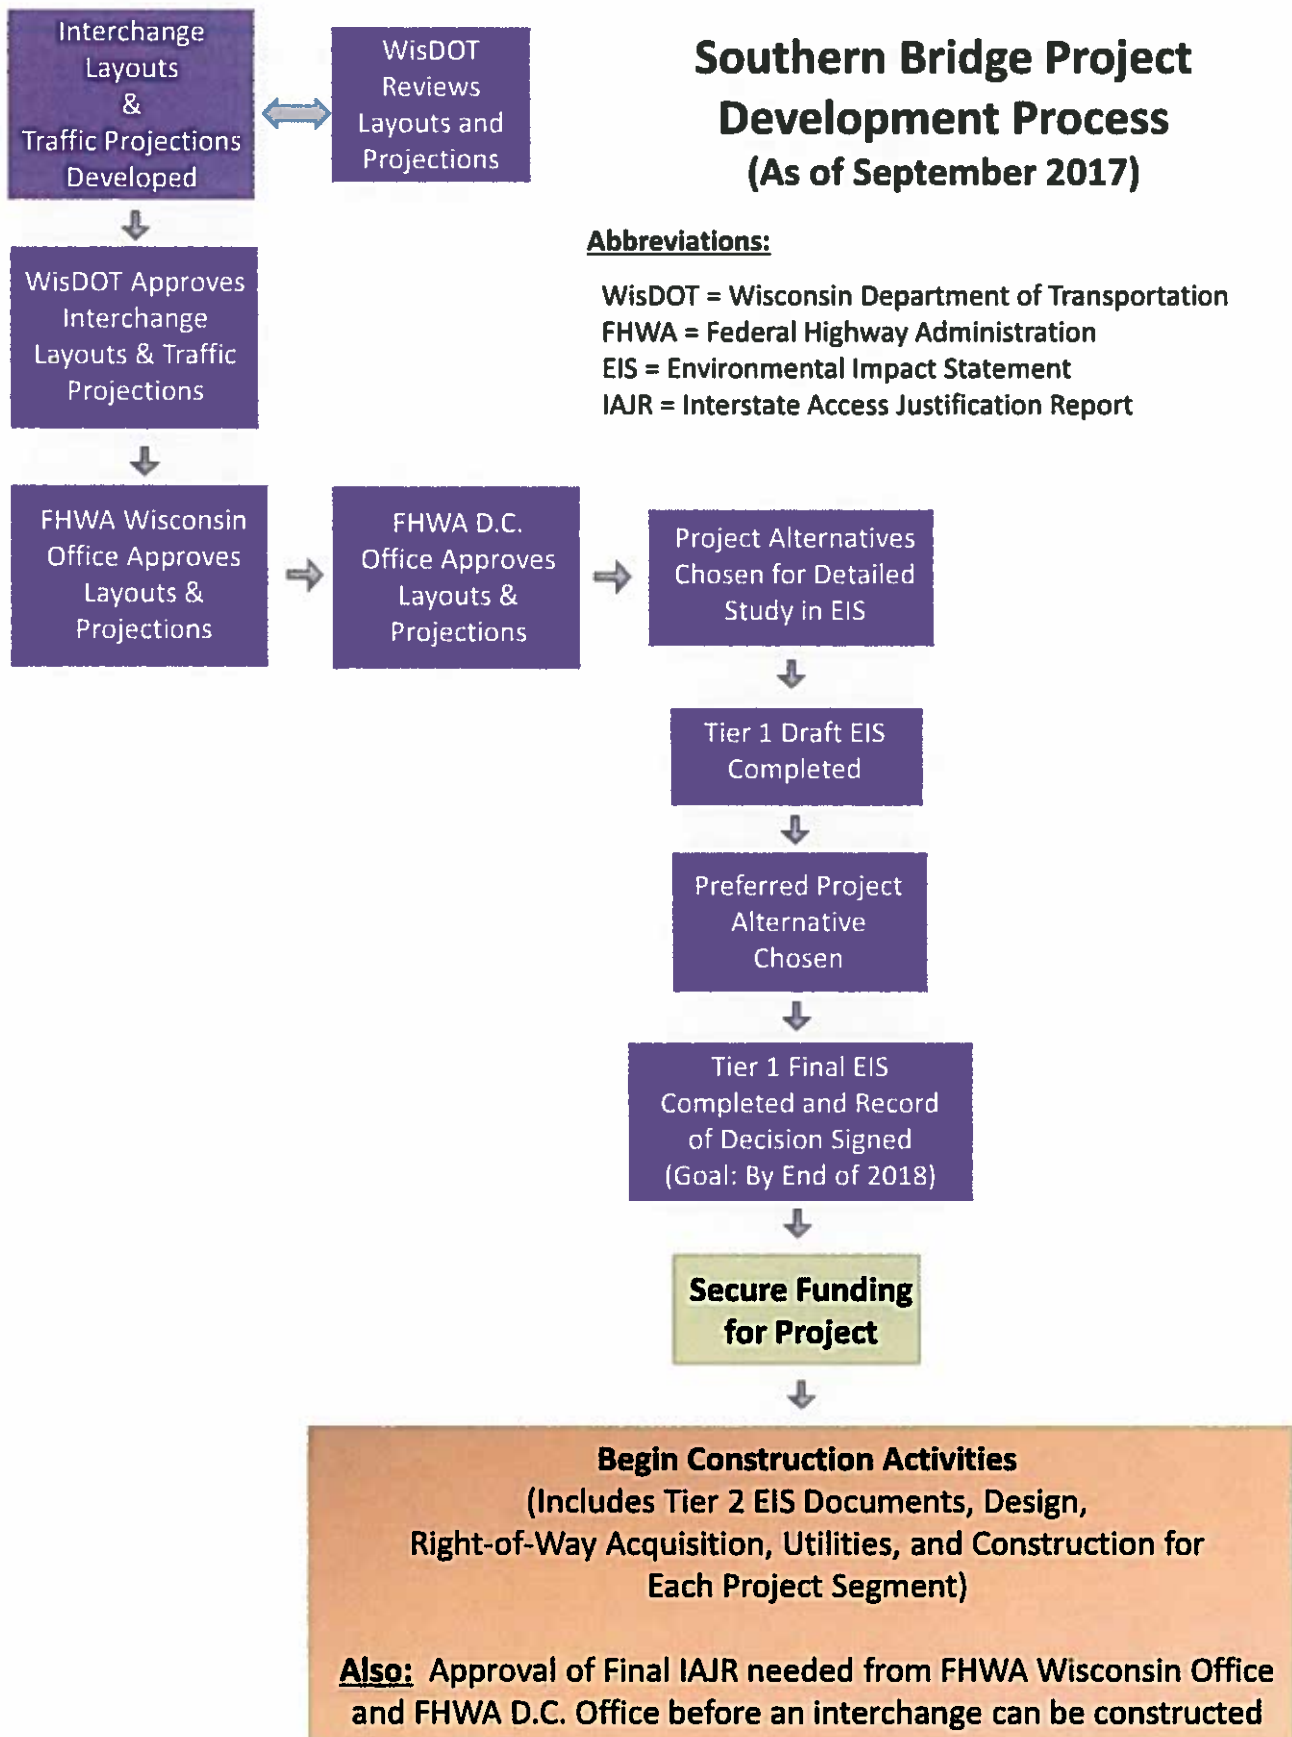 Interchange
Layouts
&
Traffic Projections
Developed
WisDOT
Reviews
Layouts and
Projections
Southern Bridge Project
Development Process
(As of September 2017)
Abbreviations:
WisDOT = Wisconsin Department of Transportation
FHWA = Federal Highway Administration
EIS = Environmental Impact Statement
IAJR = Interstate Access Justification Report
WisDOT Approves
Interchange
Layouts & Traffic
Projections
FHWA Wisconsin
Office Approves
Layouts &
Projections
FHWA D.C.
Office Approves
Layouts &
Projections
Project Alternatives
Chosen for Detailed
Study in EIS
Tier 1 Draft EIS
Completed
Preferred Project
Alternative
Chosen
Tier 1 Final EIS
Completed and Record
of Decision Signed
(Goal: By End of 2018)
Secure Funding
for Project
Begin Construction Activities
(Includes Tier 2 EIS Documents, Design,
Right-of-Way Acquisition, Utilities, and Construction for
Each Project Segment)
Also: Approval of Final IAJR needed from FHWA Wisconsin Office
and FHWA D.C. Office before an interchange can be constructed